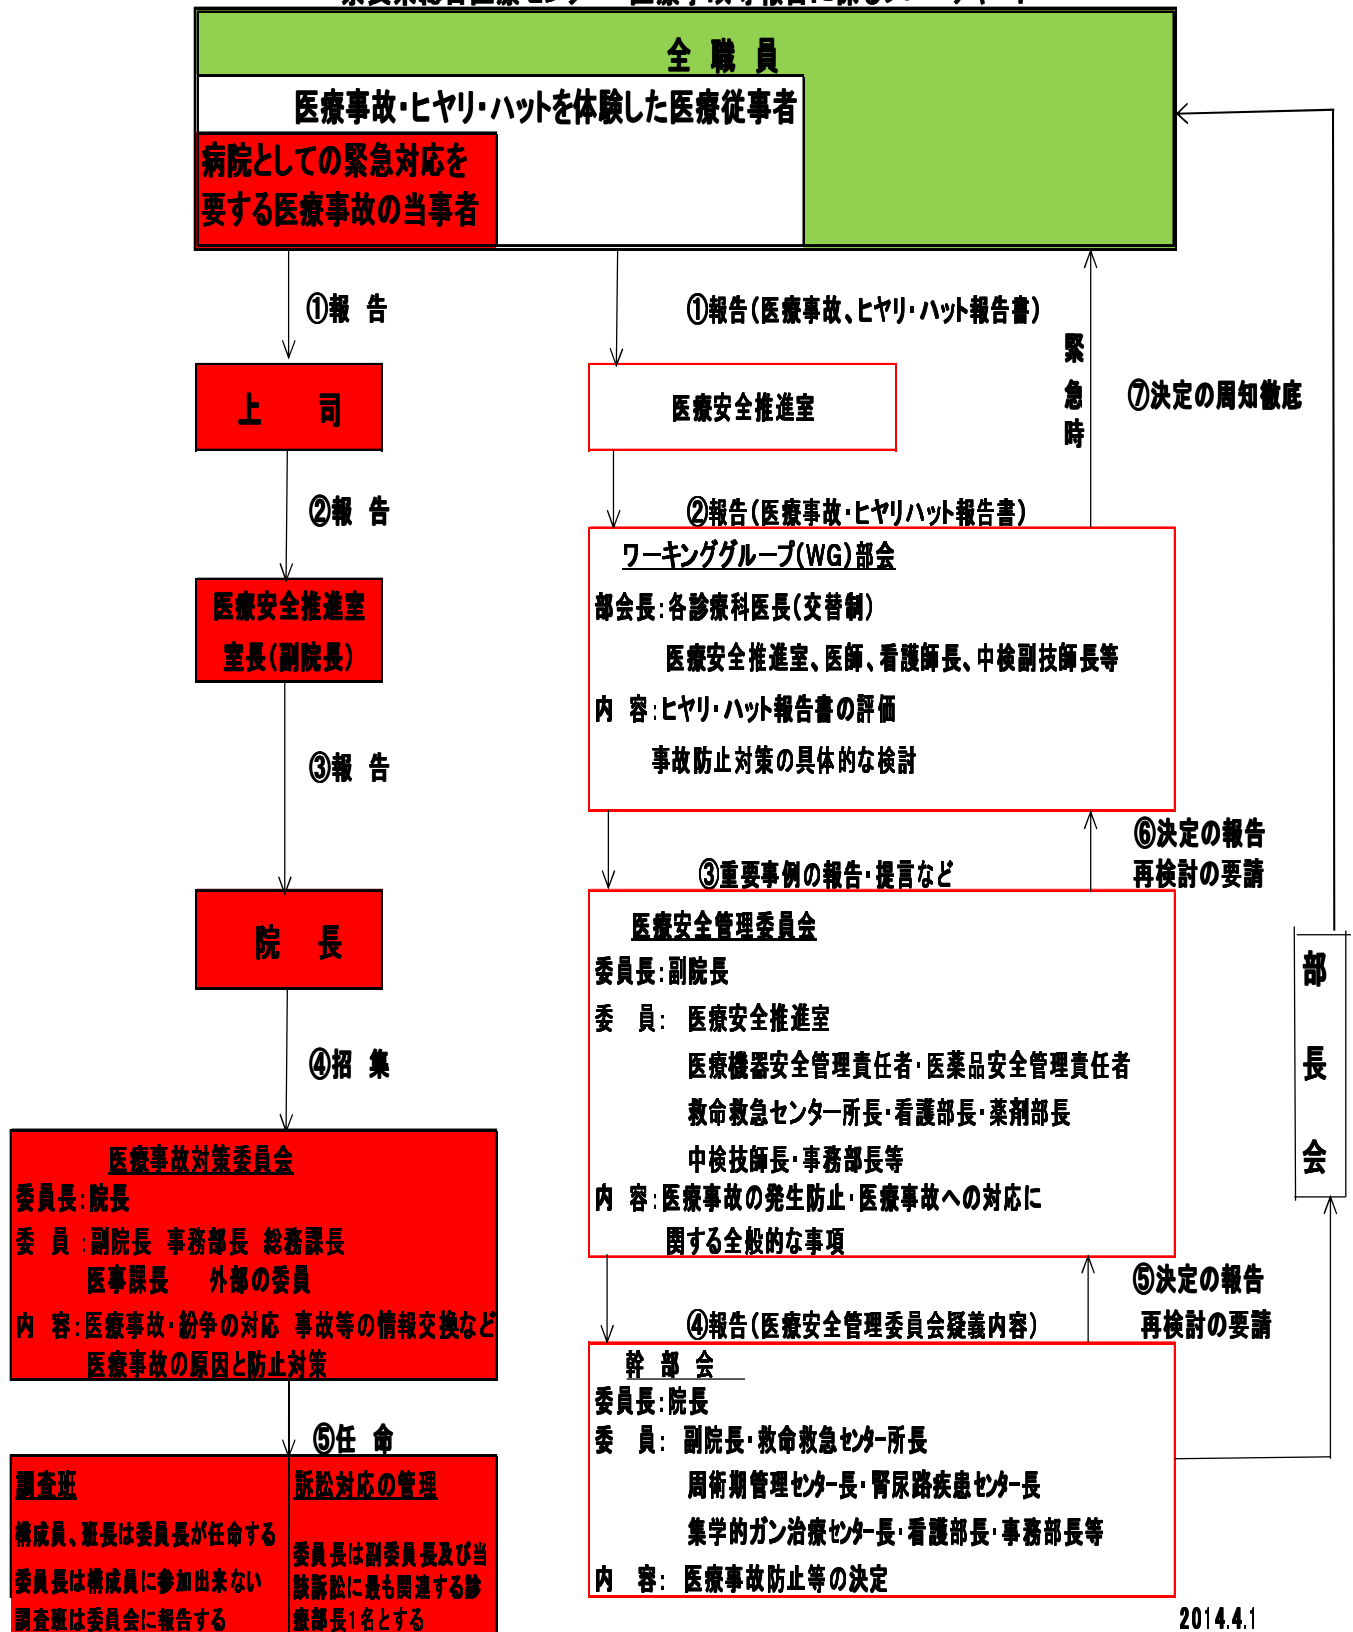 全 職 員
医療事故・ヒヤリ・ハットを体験した医療従事者
病院としての緊急対応を
要する医療事故の当事者
①報 告
①報告(医療事故、ヒヤリ・ハット報告書)
緊急時
⑦決定の周知徹底
上 司
医療安全推進室
②報 告
②報告(医療事故・ヒヤリハット報告書)
医療安全推進室
室長(副院長)
ワーキンググループ(WG)部会
部会長:各診療科医長(交替制)
医療安全推進室、医師、看護師長、中検副技師長等
内 容:ヒヤリ・ハット報告書の評価
事故防止対策の具体的な検討
③報 告
③重要事例の報告・提言など
⑥決定の報告
再検討の要請
院 長
医療安全管理委員会
委員長:副院長
委 員: 医療安全推進室
医療機器安全管理責任者・医薬品安全管理責任者
救命救急センター所長・看護部長・薬剤部長
中検技師長・事務部長等
内 容:医療事故の発生防止・医療事故への対応に
関する全般的な事項
部長会
④招 集
医療事故対策委員会
委員長:院長
委 員:副院長 事務部長 総務課長
医事課長 外部の委員
内 容:医療事故・紛争の対応 事故等の情報交換など
医療事故の原因と防止対策
④報告(医療安全管理委員会疑義内容)
⑤決定の報告
再検討の要請
幹 部 会
委員長:院長
委 員: 副院長・救命救急センター所長
周術期管理センター長・腎尿路疾患センター長
集学的ガン治療センター長・看護部長・事務部長等
内 容: 医療事故防止等の決定
⑤任 命
調査班
構成員、班長は委員長が任命する
委員長は構成員に参加出来ない
調査班は委員会に報告する
訴訟対応の管理
委員長は副委員長及び当
該訴訟に最も関連する診
療部長1名とする
2014.4.1